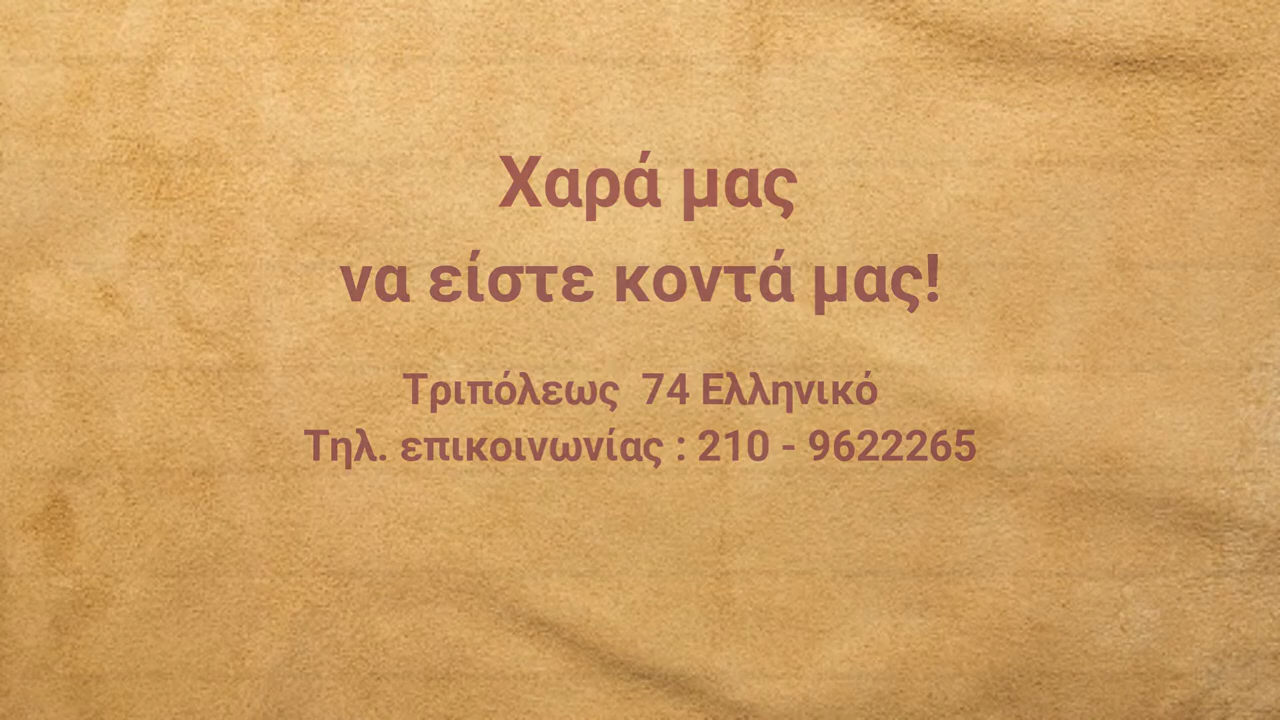 Χαρά μας
να είστε κοντά μας!
Τριπόλεως  74 Ελληνικό
Τηλ. επικοινωνίας : 210 - 9622265